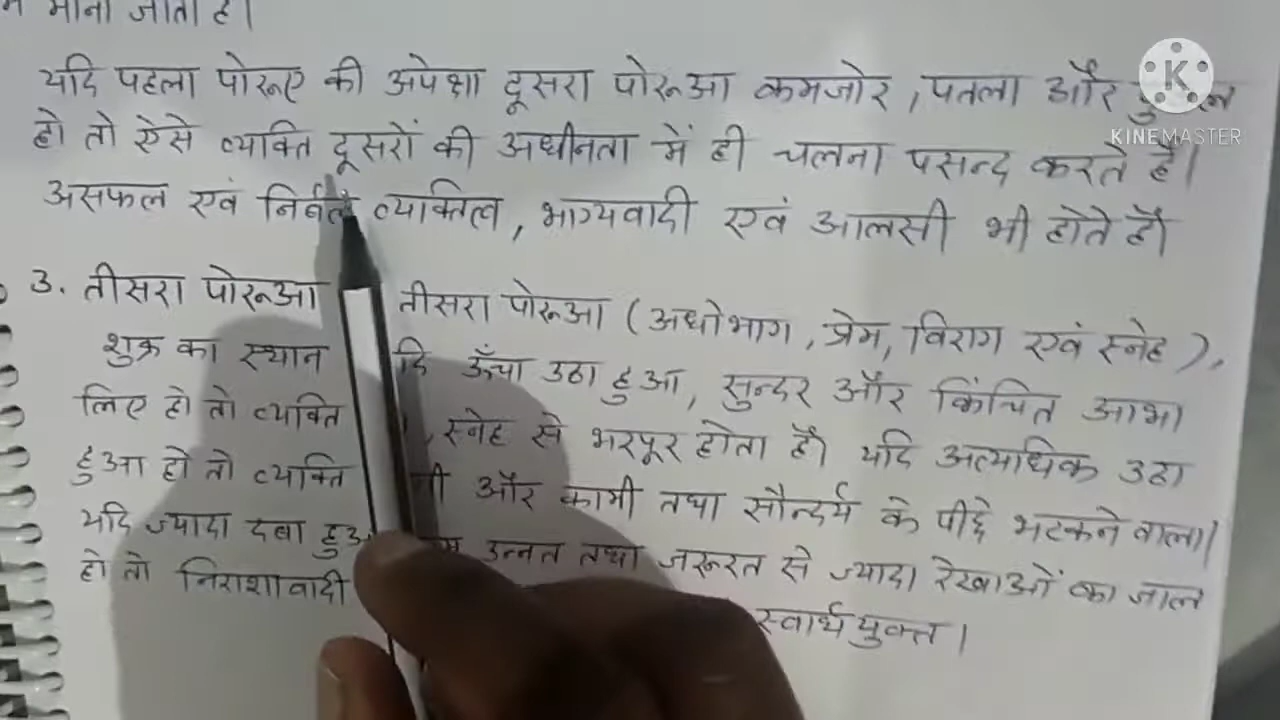 माना जाता है।
यदि पहला पोरूए की अपेक्षा दूसरा पोरूआ कमजोर, पतला और
हो तो ऐसे व्यक्ति दूसरों की अधीनता में ही चलना पसन्द करते है।
असफल एवं निर्बल व्यक्तित्व, भाग्यवादी एवं आलसी भी होते है।
3. तीसरा पोरूआ तीसरा पोरूआ (अधोभाग, प्रेम, विराग एवं स्नेह),
शुक्र का स्थान ऊँचा उठा हुआ, सुन्दर और किंचित आभा
लिए हो तो व्यक्ति , स्नेह से भरपूर होता है। यदि अत्याधिक उठा
हुआ हो तो व्यक्ति और कामी तथा सौन्दर्य के पीछे भटकने वाला।
यदि ज्यादा दबा उन्नत तथा जरूरत से ज्यादा रेखाओं का जाल
हो तो निराशावादी स्वार्थयुक्त।
KINEMASTER